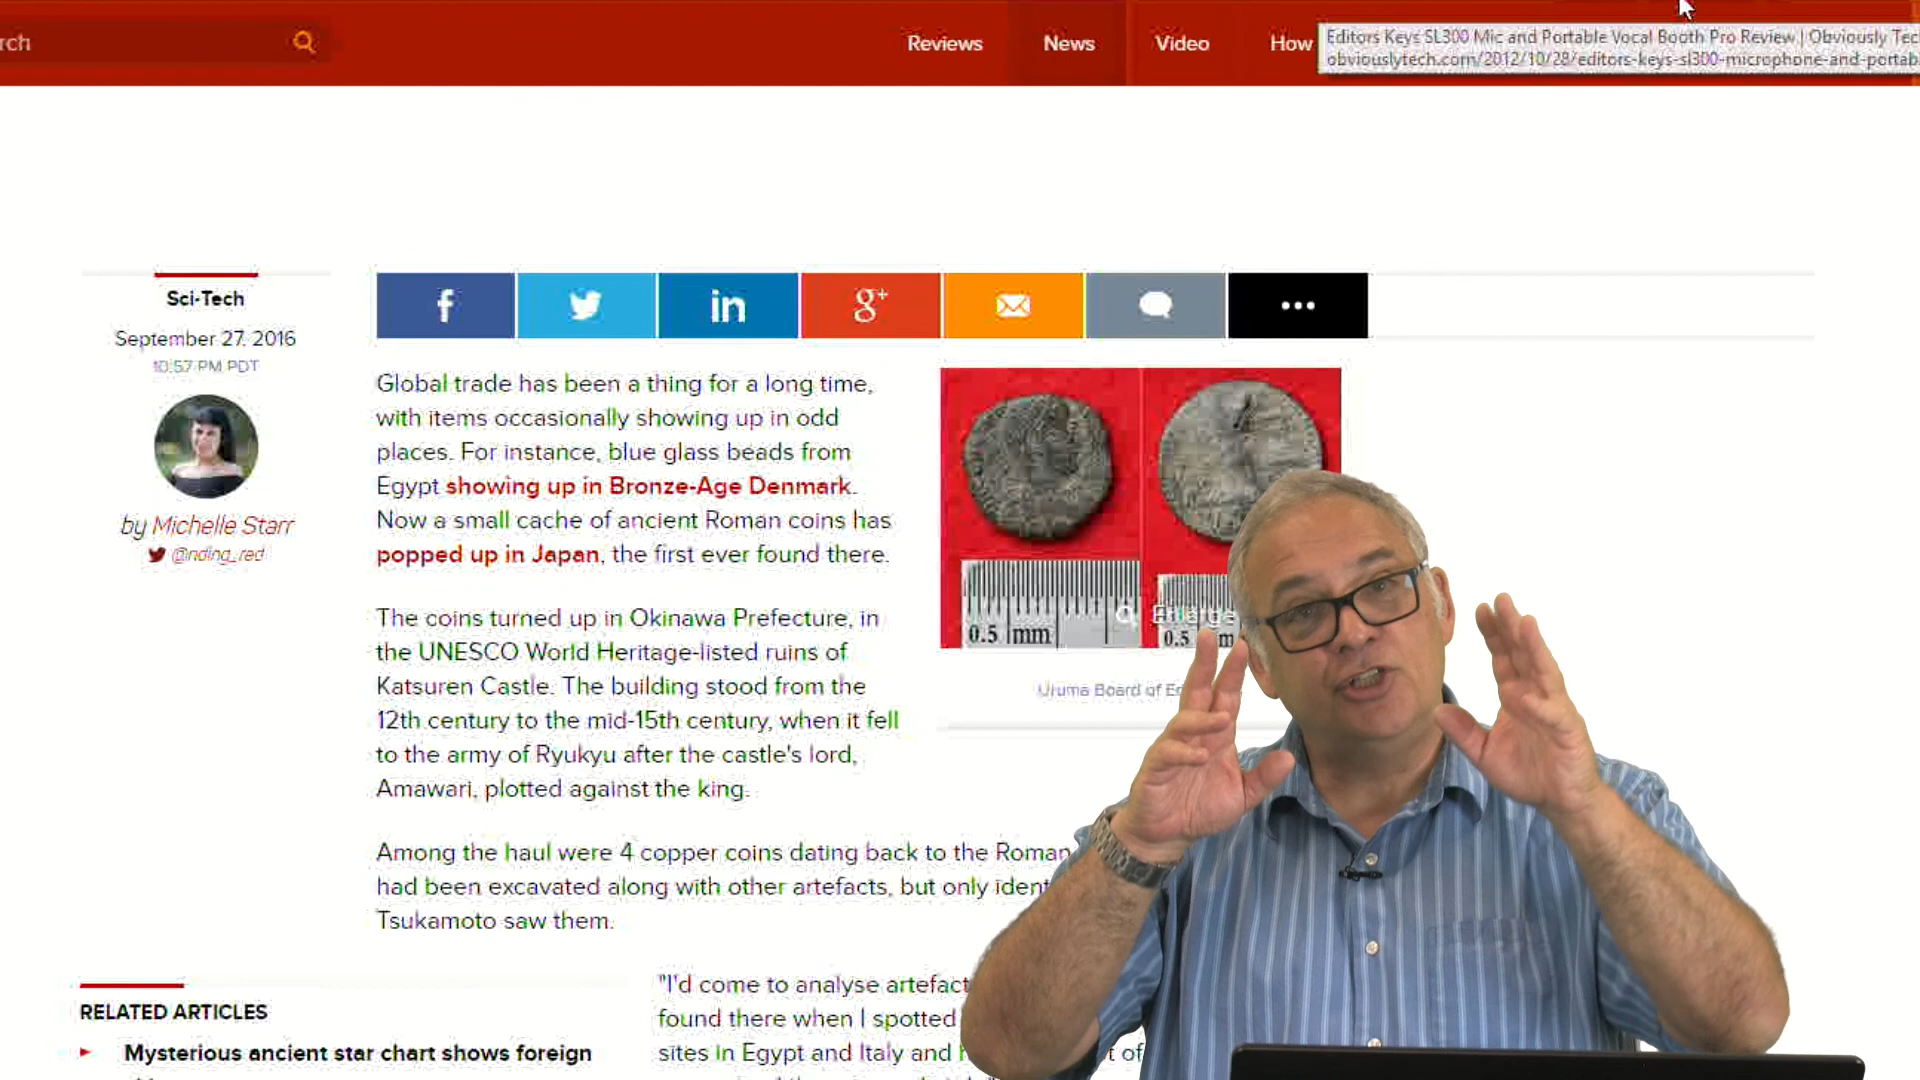 rch
Reviews
News
Video
How
Editors Keys SL300 Mic and Portable Vocal Booth Pro Review | Obviously Tec
obviouslytech.com/2012/10/28/editors-keys-sl300-microphone-and-portab
Sci-Tech
September 27, 2016
10:57 PM PDT
by Michelle Starr
@riding_red
f
in
g+
Global trade has been a thing for a long time,
with items occasionally showing up in odd
places. For instance, blue glass beads from
Egypt showing up in Bronze-Age Denmark.
Now a small cache of ancient Roman coins has
popped up in Japan, the first ever found there.
The coins turned up in Okinawa Prefecture, in
the UNESCO World Heritage-listed ruins of
Katsuren Castle. The building stood from the
12th century to the mid-15th century, when it fell
to the army of Ryukyu after the castle's lord,
Amawari, plotted against the king.
0.5 mm
Enlarge
0.5 m
Uruma Board of Ed
Among the haul were 4 copper coins dating back to the Roman
had been excavated along with other artefacts, but only ident
Tsukamoto saw them.
"I'd come to analyse artefact
found there when I spotted
sites in Egypt and Italy and
t of
RELATED ARTICLES
Mysterious ancient star chart shows foreign